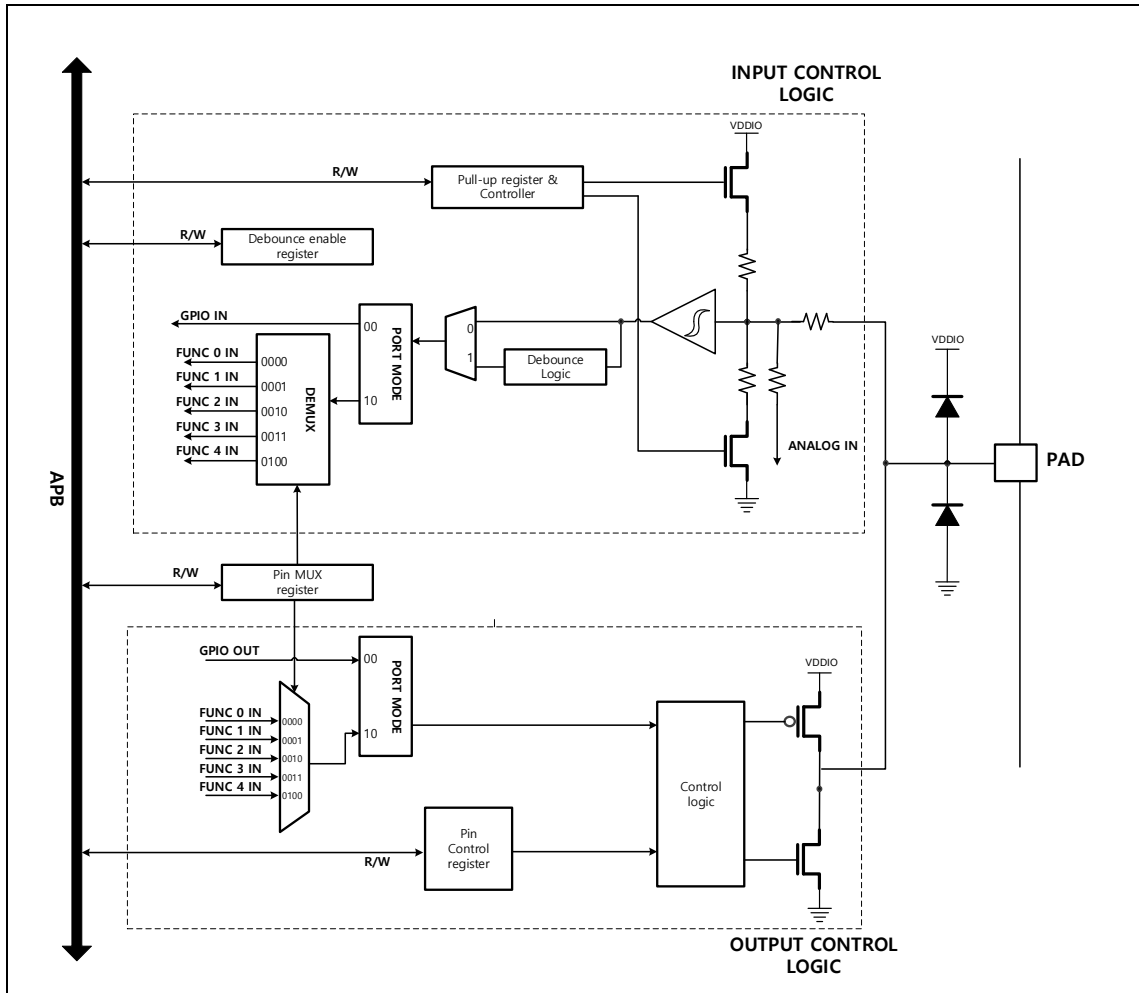 INPUT CONTROL
LOGIC
VDDIO
R/W
Pull-up register &
Controller
R/W
Debounce enable
register
GPIO IN
00
PORT MODE
10
0
1
Debounce
Logic
FUNC 0 IN
FUNC 1 IN
FUNC 2 IN
FUNC 3 IN
FUNC 4 IN
0000
0001
0010
0011
0100
DEMUX
ANALOG IN
VDDIO
PAD
APB
R/W
Pin MUX
register
GPIO OUT
00
PORT MODE
10
FUNC 0 IN
FUNC 1 IN
FUNC 2 IN
FUNC 3 IN
FUNC 4 IN
0000
0001
0010
0011
0100
VDDIO
Control
logic
Pin
Control
register
R/W
OUTPUT CONTROL
LOGIC